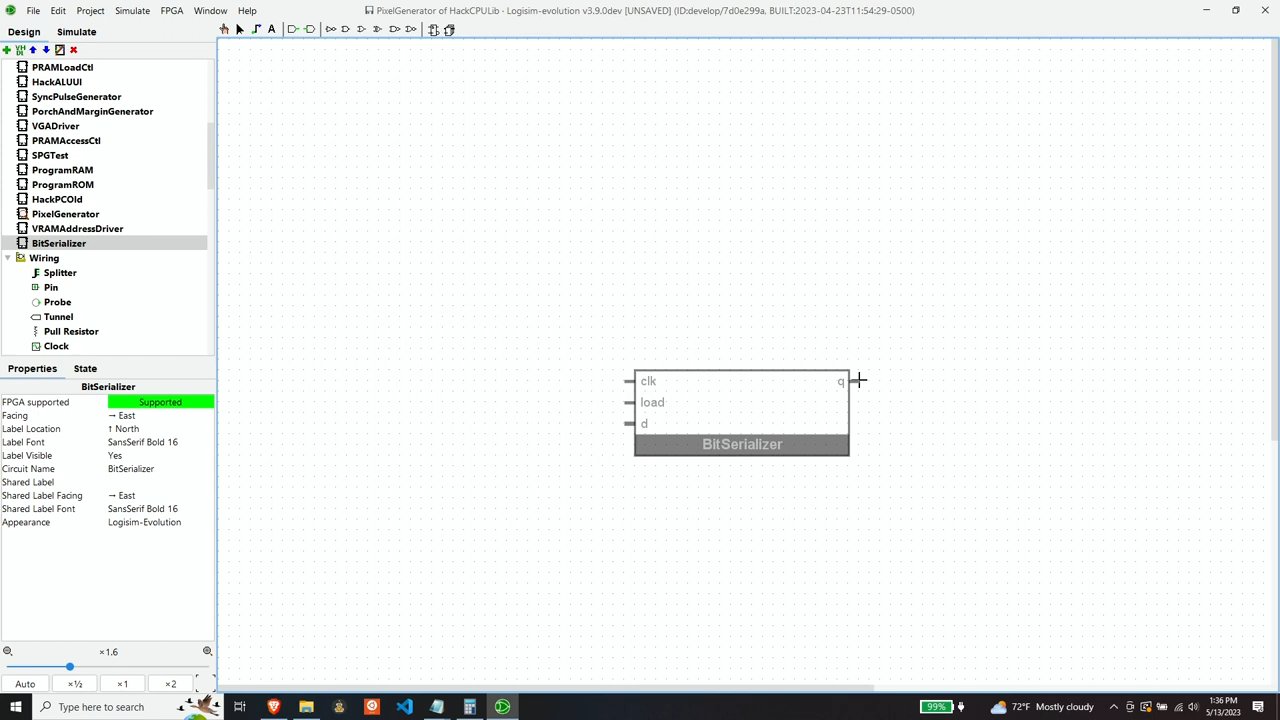 PixelGenerator of HackCPULib - Logisim-evolution v3.9.0dev [UNSAVED] (ID:develop/7d0e299a, BUILT:2023-04-23T11:54:29-0500)
File Edit Project Simulate FPGA Window Help
Design Simulate
A
PRAMLoadCtl
HackALUUI
SyncPulseGenerator
PorchAndMarginGenerator
VGADriver
PRAMAccessCtl
SPGTest
ProgramRAM
ProgramROM
HackPCOld
PixelGenerator
VRAMAddressDriver
BitSerializer
Wiring
Splitter
Pin
Probe
Tunnel
Pull Resistor
Clock
Properties State
BitSerializer
FPGA supported Supported
Facing → East
Label Location ↑ North
Label Font SansSerif Bold 16
Label Visible Yes
Circuit Name BitSerializer
Shared Label
Shared Label Facing → East
Shared Label Font SansSerif Bold 16
Appearance Logisim-Evolution
×1.6
Auto ×½ ×1 ×2
clk q
load
d
BitSerializer
Type here to search
99%
72°F Mostly cloudy
1:36 PM
5/13/2023